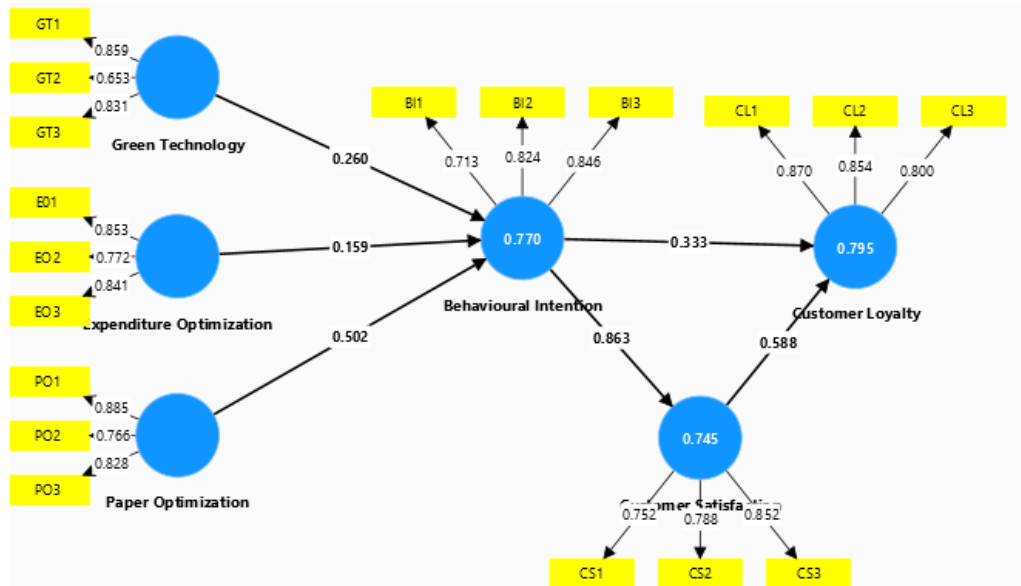 GT1
0.859
GT2
0.653
GT3
0.831
Green Technology
0.260
E01
0.853
EO2
0.772
EO3
0.841
Expenditure Optimization
0.159
PO1
0.885
PO2
0.766
PO3
0.828
Paper Optimization
0.502
BI1
BI2
BI3
0.713
0.824
0.846
0.770
Behavioural Intention
0.333
0.863
CL1
CL2
CL3
0.870
0.854
0.800
0.795
Customer Loyalty
0.588
0.745
Customer Satisfaction
0.752
0.788
0.852
CS1
CS2
CS3